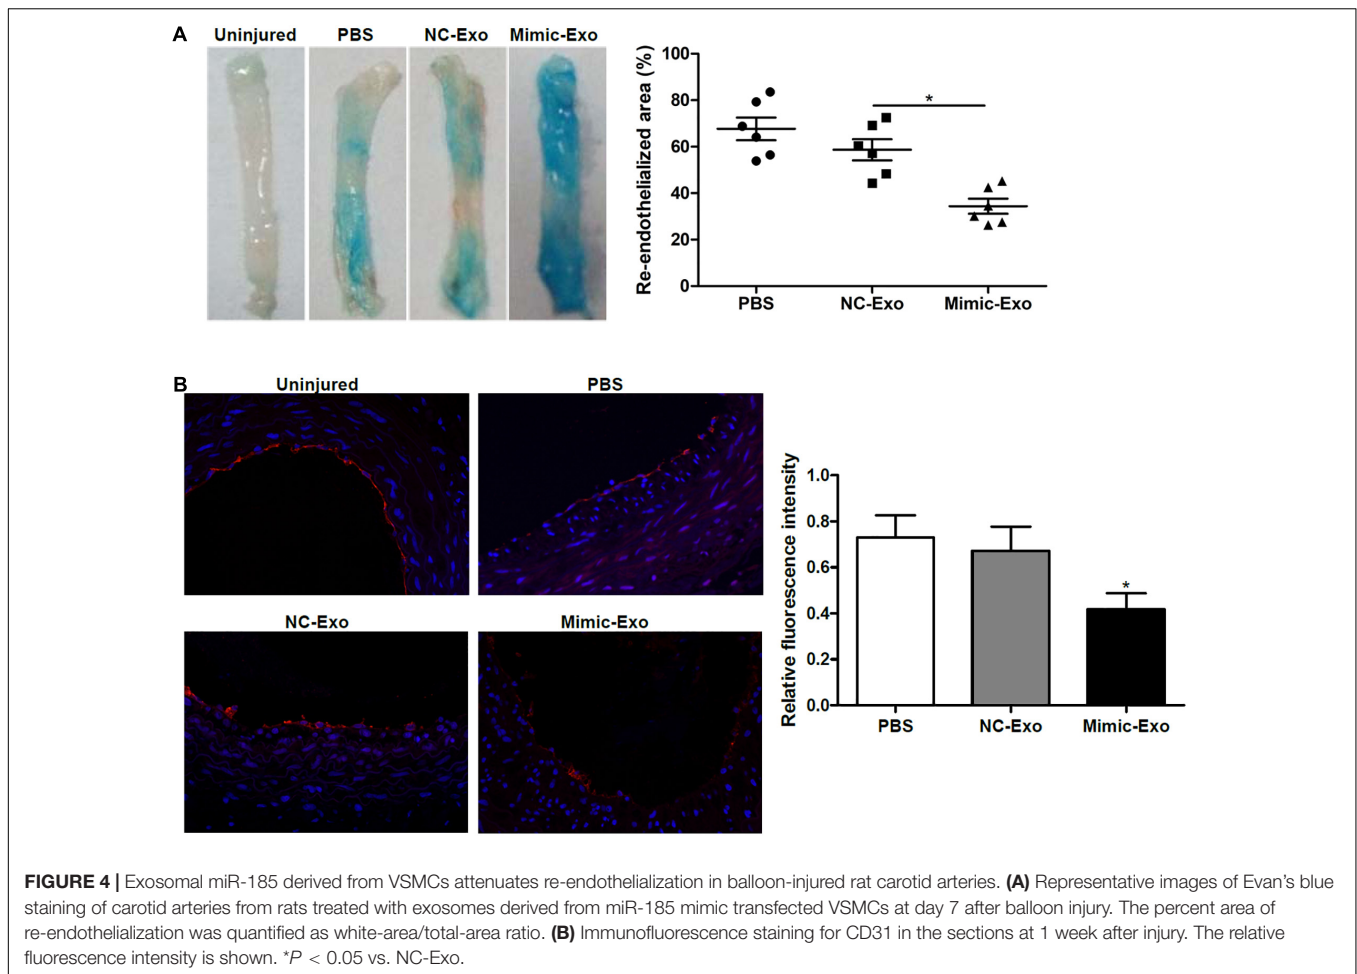 A
Uninjured PBS NC-Exo Mimic-Exo
Re-endothelialized area (%)
100
80
60
40
20
0
*
PBS NC-Exo Mimic-Exo
B
Uninjured PBS
NC-Exo Mimic-Exo
Relative fluorescence intensity
1.0
0.8
0.6
0.4
0.2
0.0
*
PBS NC-Exo Mimic-Exo
FIGURE 4 | Exosomal miR-185 derived from VSMCs attenuates re-endothelialization in balloon-injured rat carotid arteries. (A) Representative images of Evan's blue
staining of carotid arteries from rats treated with exosomes derived from miR-185 mimic transfected VSMCs at day 7 after balloon injury. The percent area of
re-endothelialization was quantified as white-area/total-area ratio. (B) Immunofluorescence staining for CD31 in the sections at 1 week after injury. The relative
fluorescence intensity is shown. *P < 0.05 vs. NC-Exo.